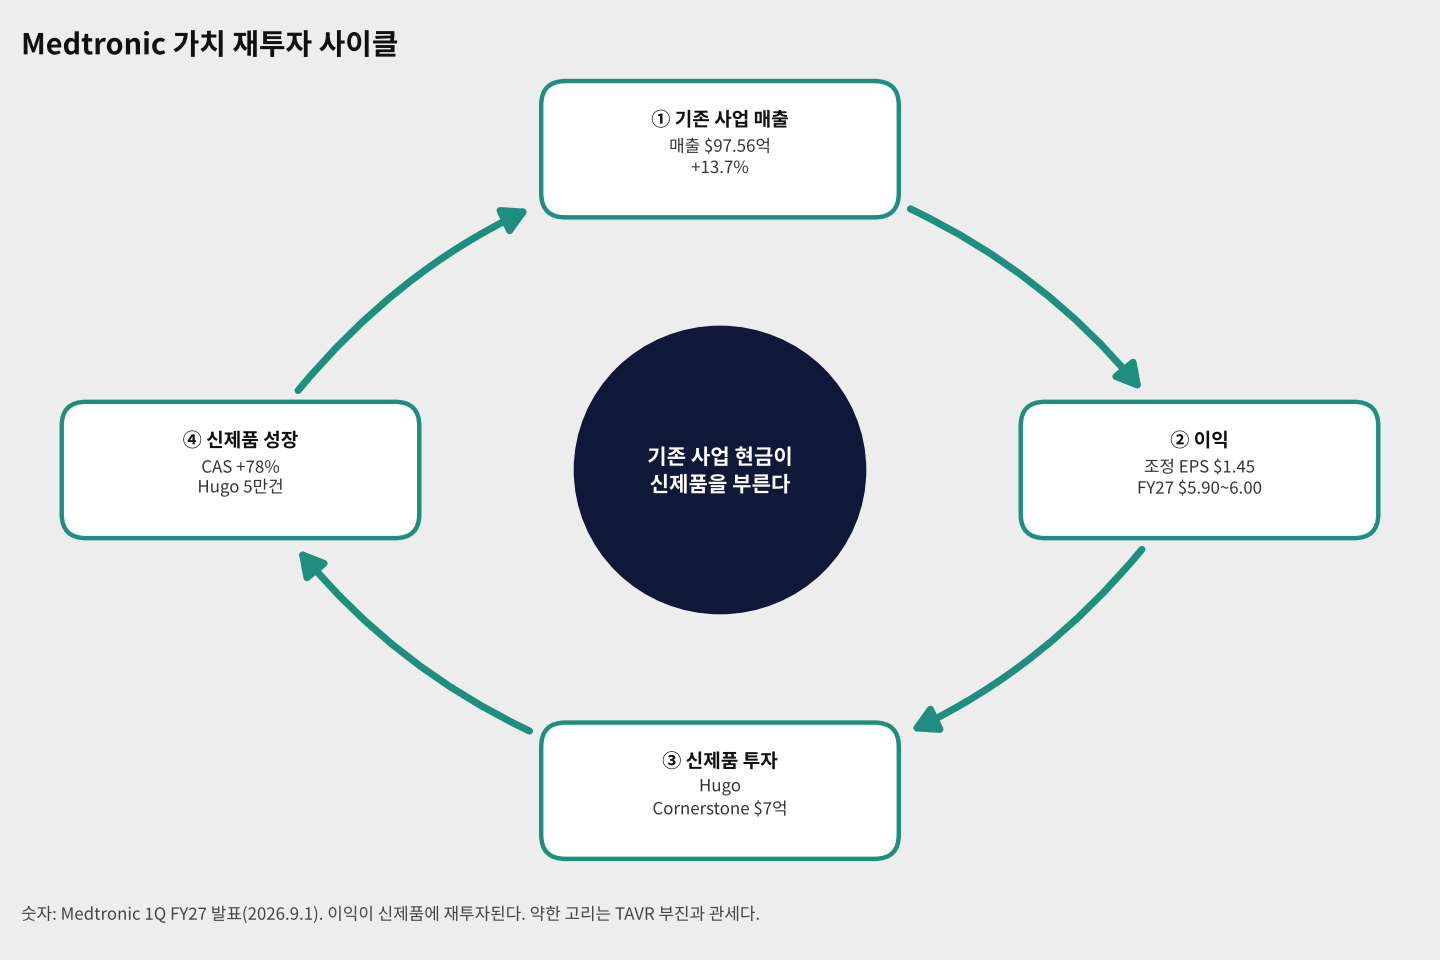 Medtronic 가치 재투자 사이클
① 기존 사업 매출
매출 $97.56억
+13.7%
② 이익
조정 EPS $1.45
FY27 $5.90~6.00
기존 사업 현금이
신제품을 부른다
④ 신제품 성장
CAS +78%
Hugo 5만건
③ 신제품 투자
Hugo
Cornerstone $7억
숫자: Medtronic 1Q FY27 발표(2026.9.1). 이익이 신제품에 재투자된다. 약한 고리는 TAVR 부진과 관세다.